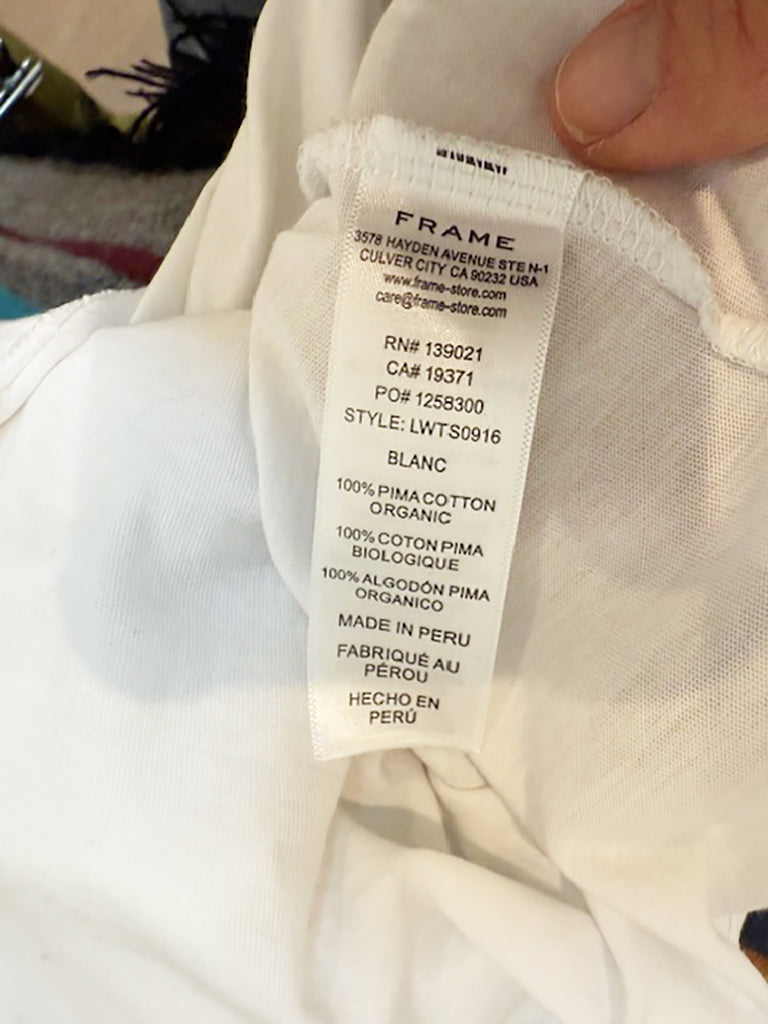 FRAME
3578 HAYDEN AVENUE STE N-1
CULVER CITY CA 90232 USA
www.frame-store.com
care@frame-store.com
RN# 139021
CA# 19371
PO# 1258300
STYLE: LWTS0916
BLANC
100% PIMA COTTON
ORGANIC
100% COTON PIMA
BIOLOGIQUE
100% ALGODÓN PIMA
ORGANICO
MADE IN PERU
FABRIQUÉ AU
PÉROU
HECHO EN
PERÚ